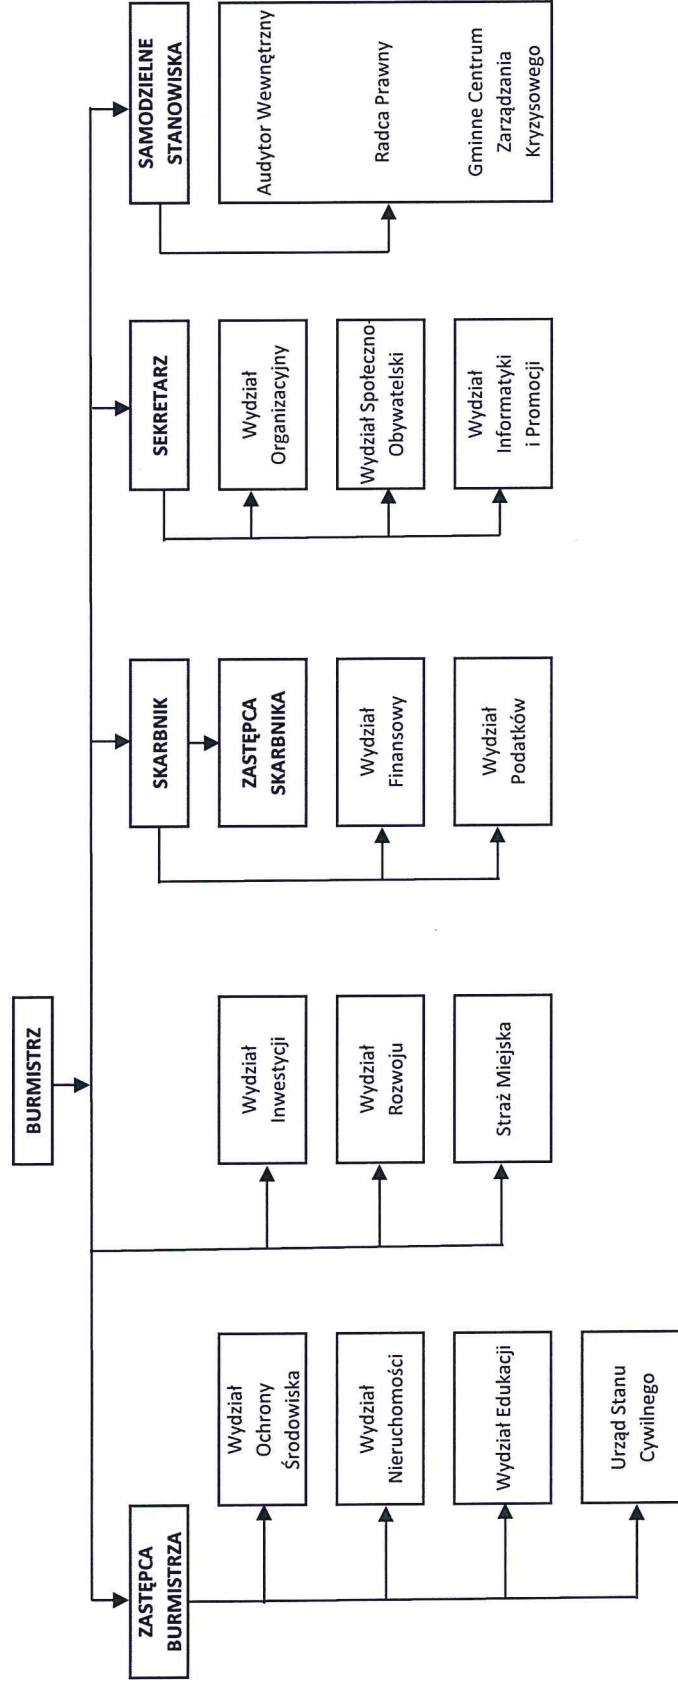 BURMISTRZ
ZASTĘPCA
BURMISTRZA
Wydział
Ochrony
Środowiska
Wydział
Nieruchomości
Wydział Edukacji
Urząd Stanu
Cywilnego
Wydział
Inwestycji
Wydział
Rozwoju
Straż Miejska
SKARBNIK
ZASTĘPCA
SKARBNIKA
Wydział
Finansowy
Wydział
Podatków
SEKRETARZ
Wydział
Organizacyjny
Wydział Społeczno-
Obywatelski
Wydział
Informatyki
i Promocji
SAMODZIELNE
STANOWISKA
Audytor Wewnętrzny
Radca Prawny
Gminne Centrum
Zarządzania
Kryzysowego